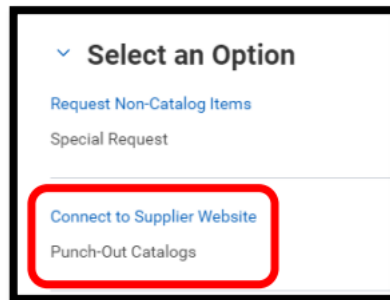 Select an Option
Request Non-Catalog Items
Special Request
Connect to Supplier Website
Punch-Out Catalogs